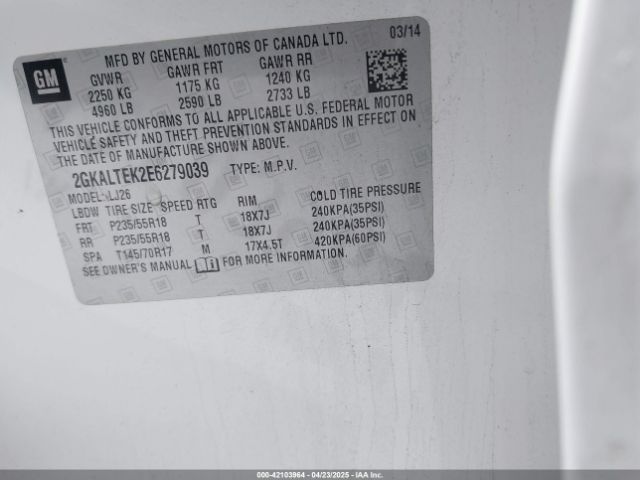 GM
MFD BY GENERAL MOTORS OF CANADA LTD. 03/14
GVWR GAWR FRT GAWR RR
2250 KG 1175 KG 1240 KG
4960 LB 2590 LB 2733 LB
THIS VEHICLE CONFORMS TO ALL APPLICABLE U.S. FEDERAL MOTOR
VEHICLE SAFETY AND THEFT PREVENTION STANDARDS IN EFFECT ON
THE DATE OF MANUFACTURE SHOWN ABOVE.
2GKALTEK2E6279039 TYPE: M.P.V.
MODEL: LJ26
LBDW TIRE SIZE SPEED RTG RIM COLD TIRE PRESSURE
FRT P235/55R18 T 18X7J 240KPA(35PSI)
RR P235/55R18 T 18X7J 240KPA(35PSI)
SPA T145/70R17 M 17X4.5T 420KPA(60PSI)
SEE OWNER'S MANUAL FOR MORE INFORMATION.
000-42103964 - 04/23/2025 - IAAI.COM